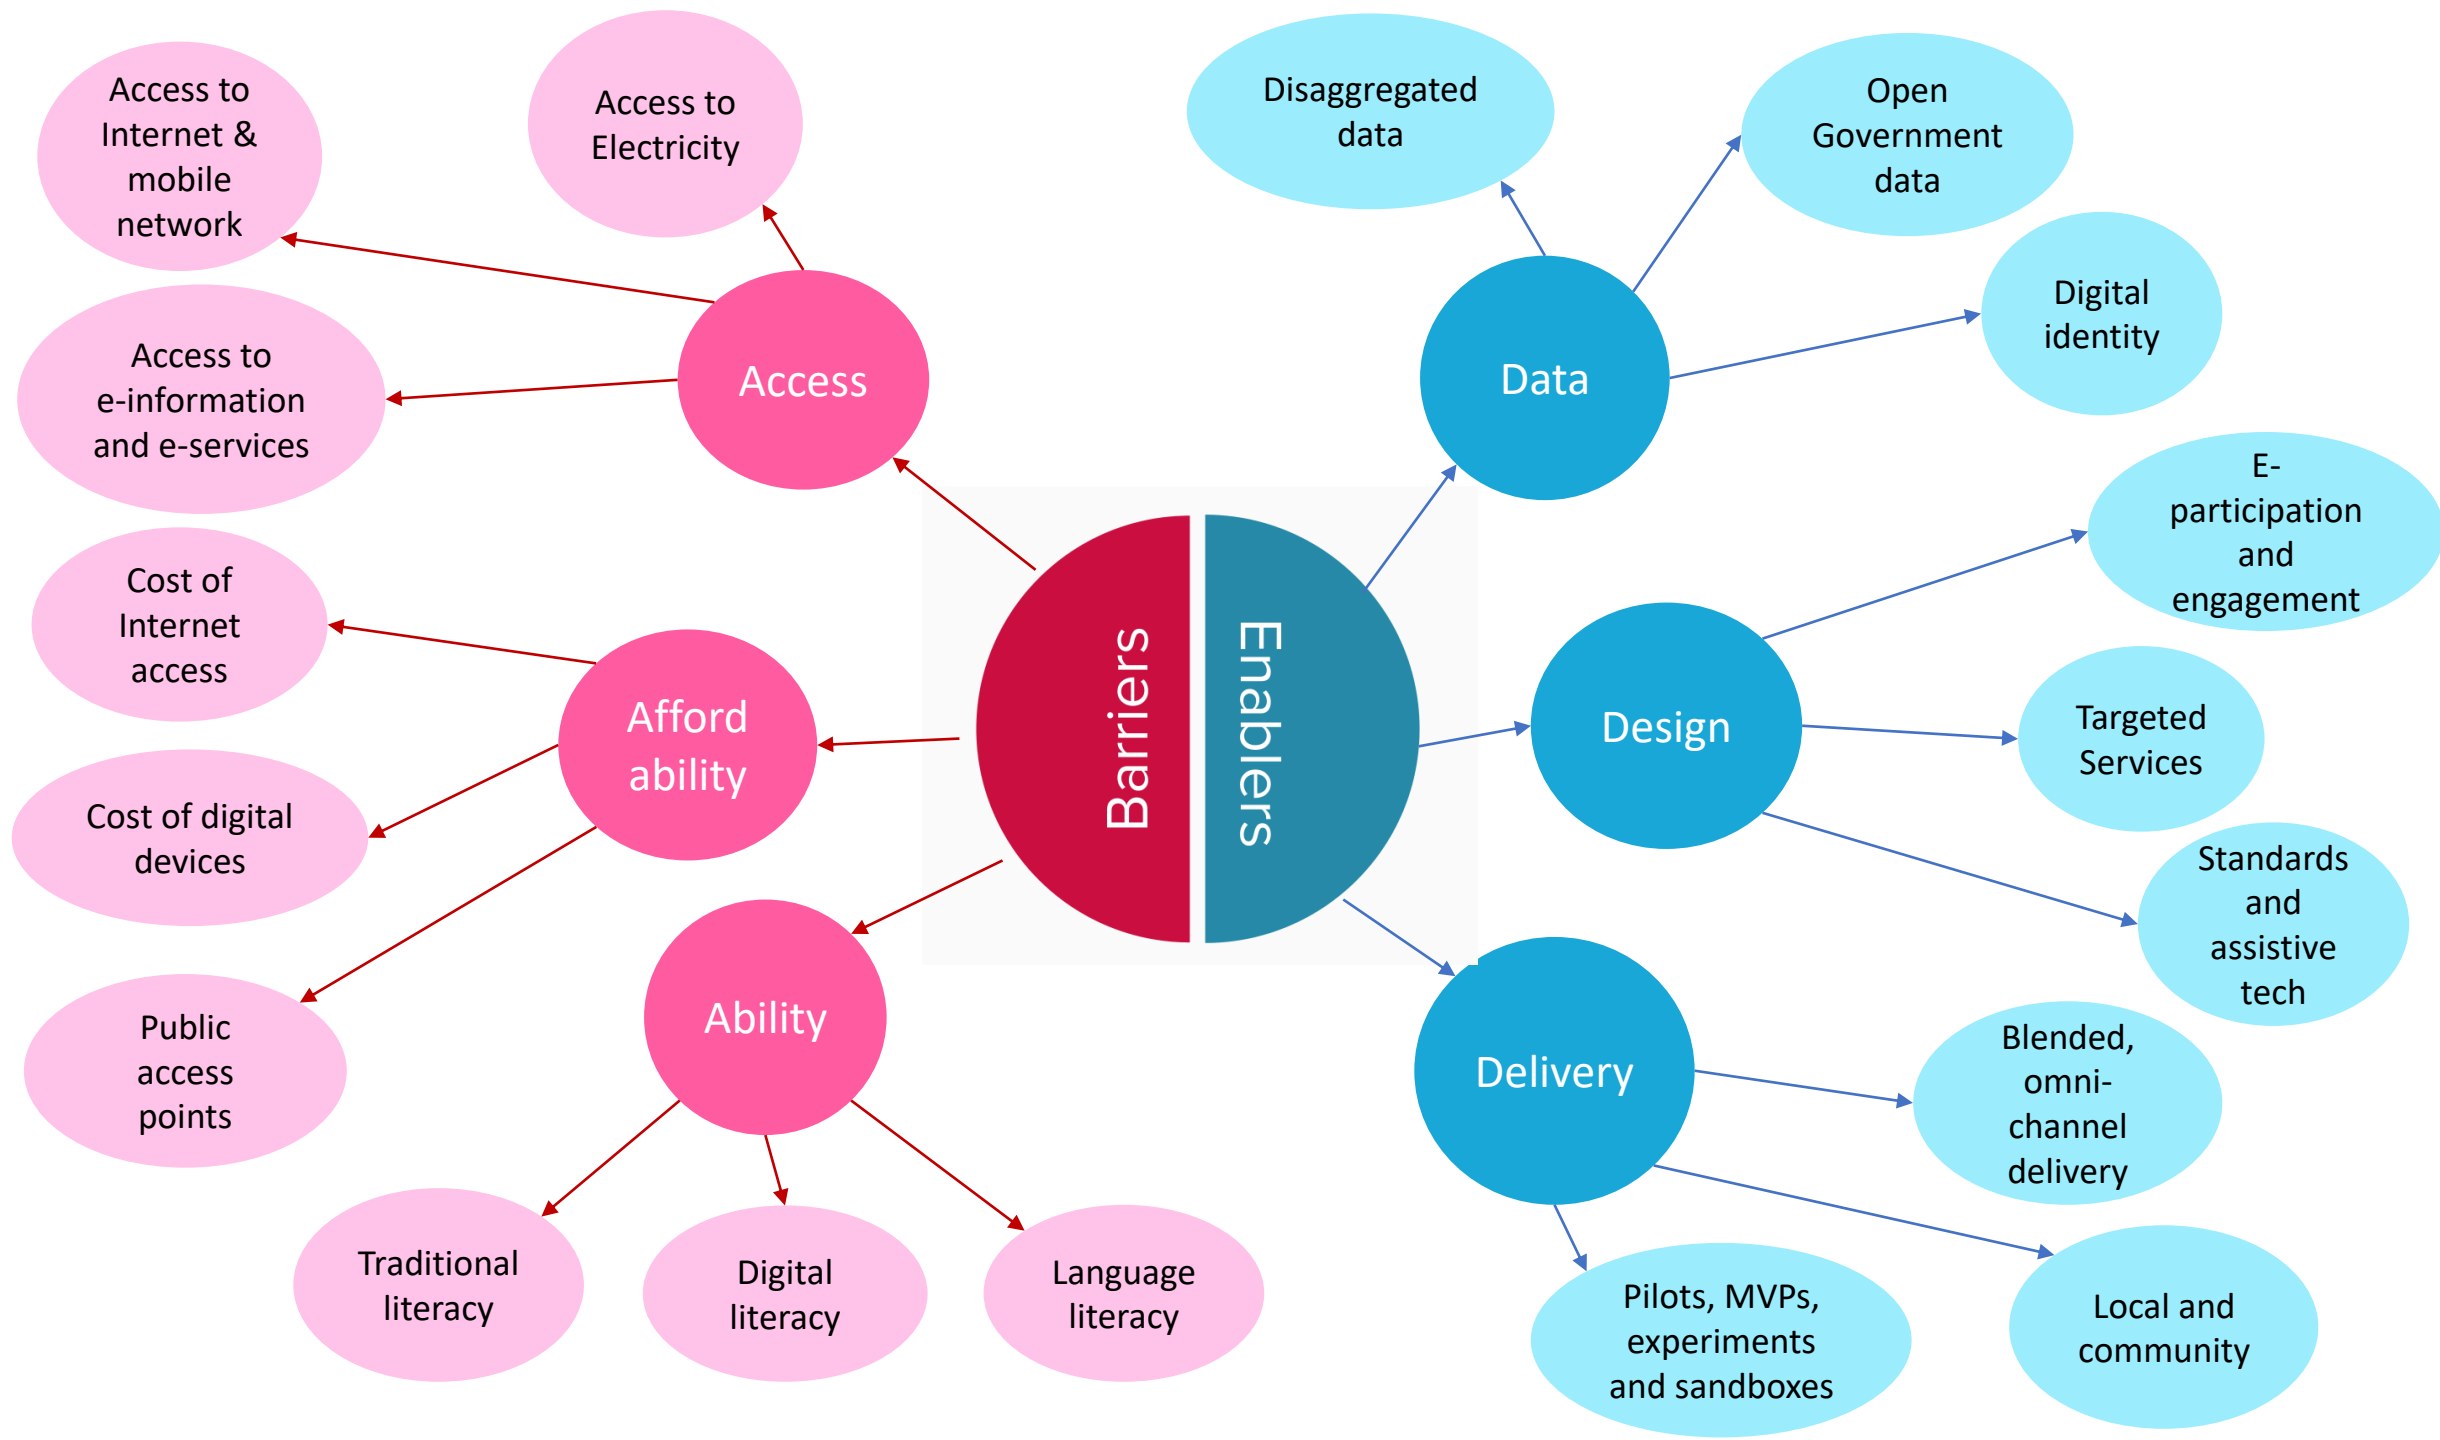 Access to
Internet &
mobile
network
Access to
Electricity
Access to
e-information
and e-services
Access
Cost of
Internet
access
Afford
ability
Cost of digital
devices
Public
access
points
Ability
Traditional
literacy
Digital
literacy
Language
literacy
Barriers
Enablers
Disaggregated
data
Open
Government
data
Digital
identity
Data
E-
participation
and
engagement
Design
Targeted
Services
Standards
and
assistive
tech
Delivery
Blended,
omni-
channel
delivery
Local and
community
Pilots, MVPs,
experiments
and sandboxes